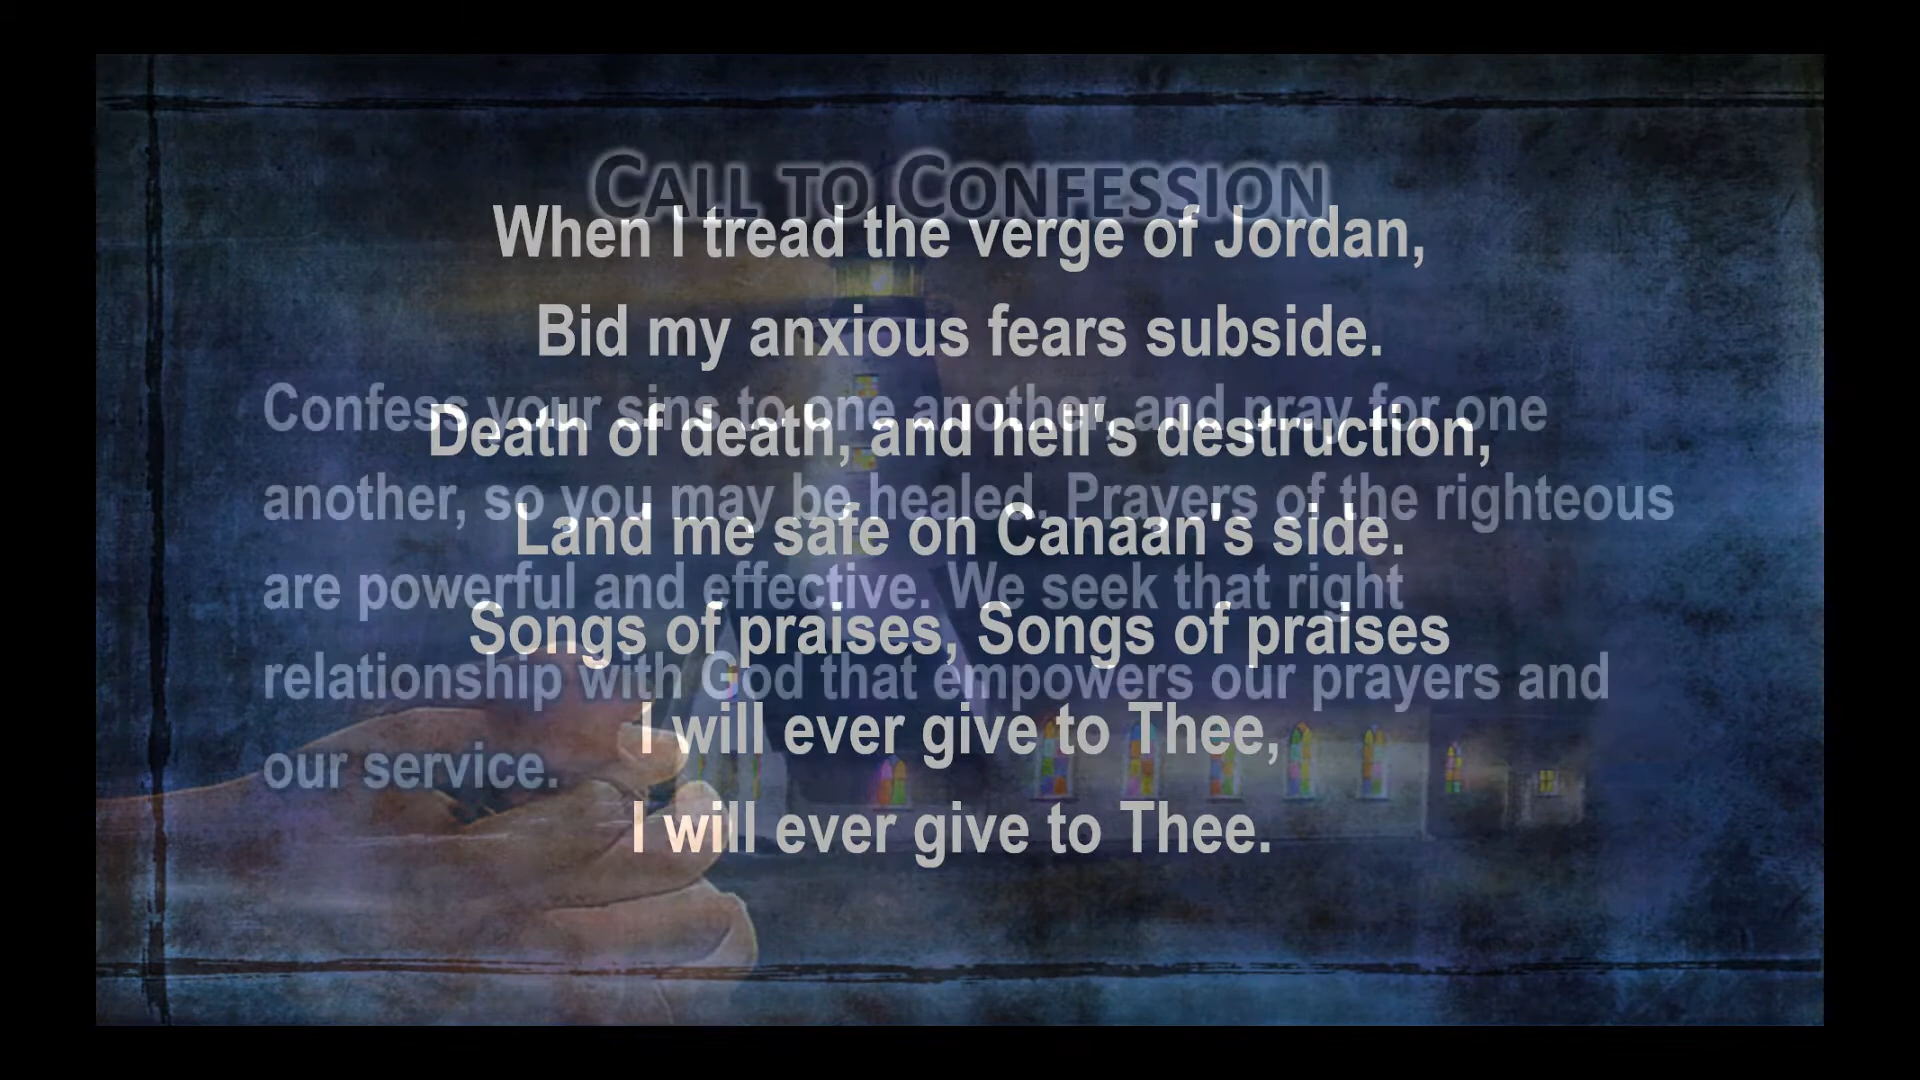 CALL TO CONFESSION
When I tread the verge of Jordan,
Bid my anxious fears subside.
Confess your sins to one another, and pray for one
Death of death, and hell's destruction,
another, so you may be healed. Prayers of the righteous
Land me safe on Canaan's side.
are powerful and effective. We seek that right
Songs of praises, Songs of praises
relationship with God that empowers our prayers and
I will ever give to Thee,
our service.
I will ever give to Thee.